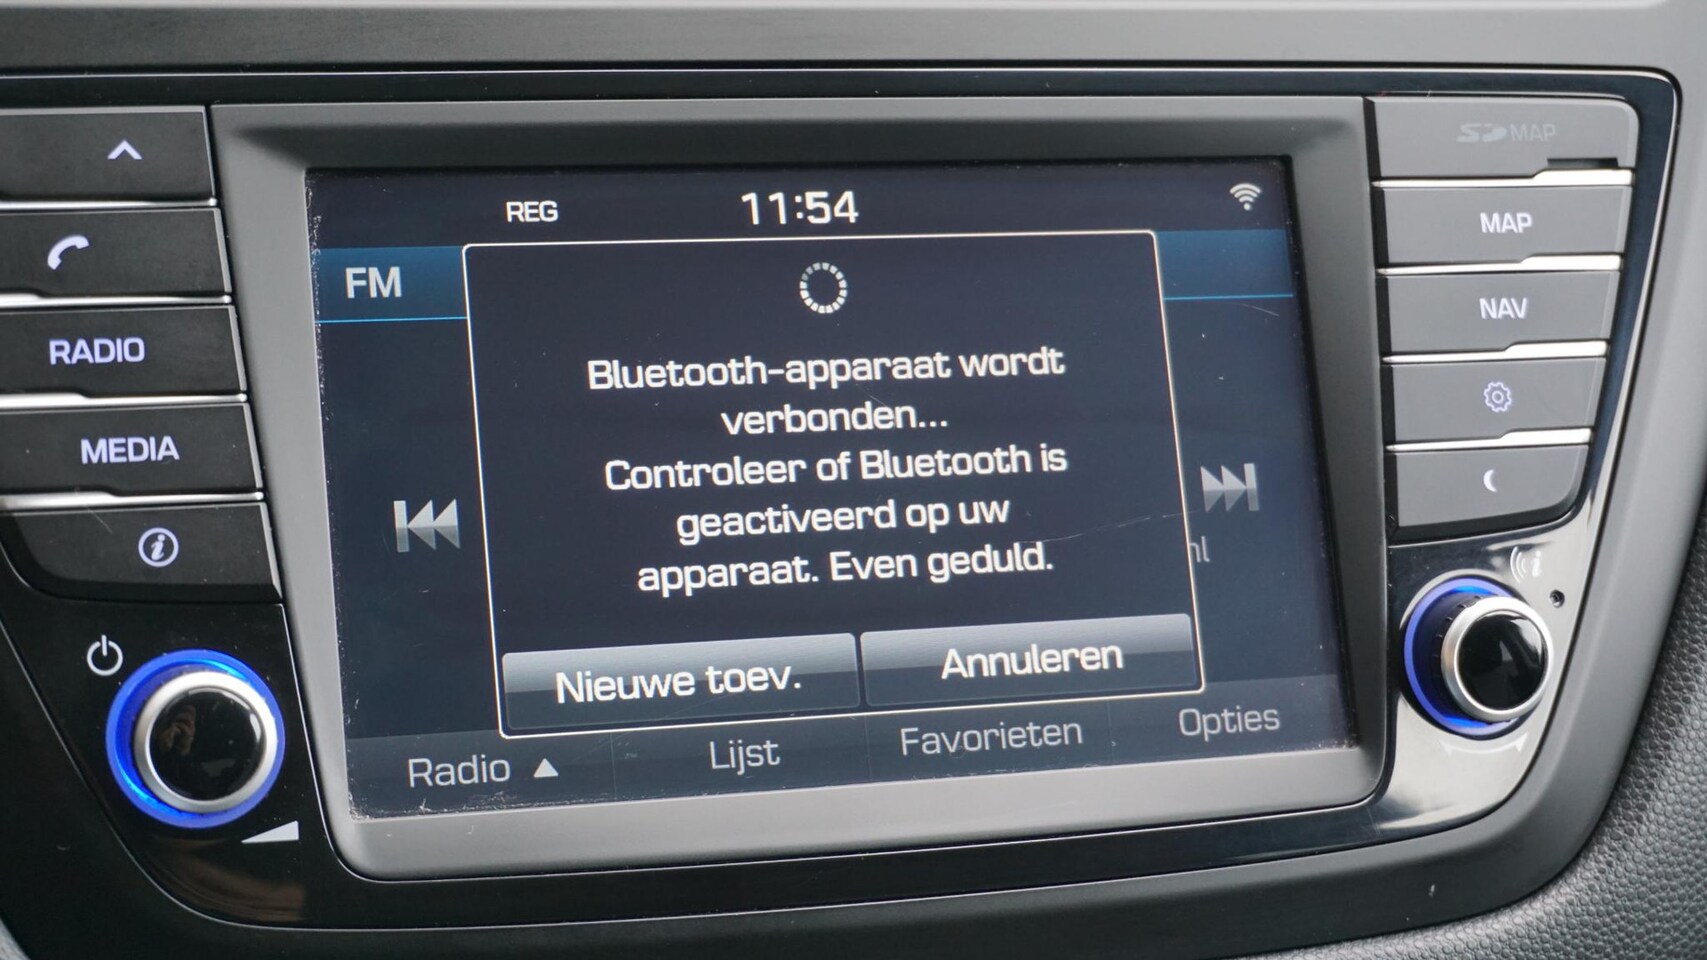 SD MAP
REG 11:54
MAP
FM
NAV
RADIO
Bluetooth-apparaat wordt
verbonden...
MEDIA
Controleer of Bluetooth is
geactiveerd op uw
apparaat. Even geduld.
Nieuwe toev. Annuleren
Radio Lijst Favorieten Opties